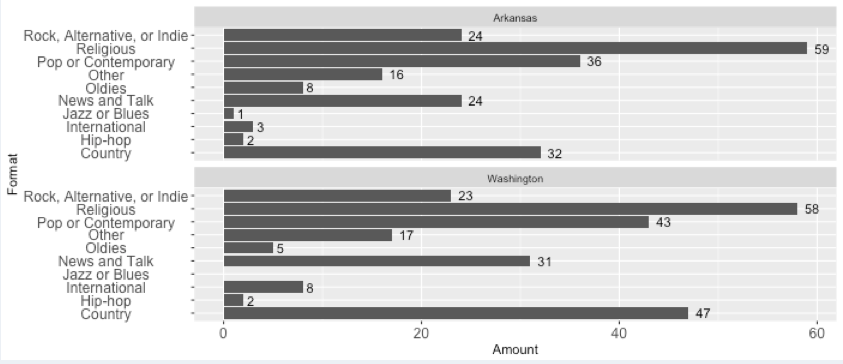 Arkansas
Rock, Alternative, or Indie 24
Religious 59
Pop or Contemporary 36
Other 16
Oldies 8
News and Talk 24
Jazz or Blues 1
International 3
Hip-hop 2
Country 32
Format
Washington
Rock, Alternative, or Indie 23
Religious 58
Pop or Contemporary 43
Other 17
Oldies 5
News and Talk 31
Jazz or Blues
International 8
Hip-hop 2
Country 47
0 20 40 60
Amount